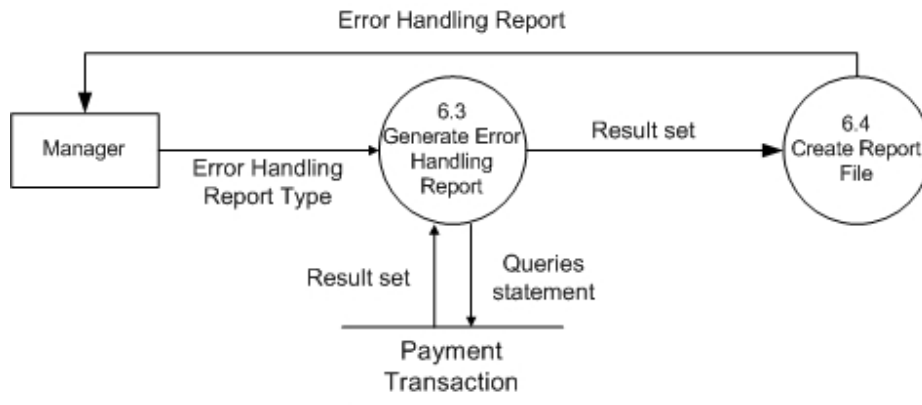 Error Handling Report
Manager
Error Handling
Report Type
6.3
Generate Error
Handling
Report
Result set
6.4
Create Report
File
Result set
Queries
statement
Payment
Transaction